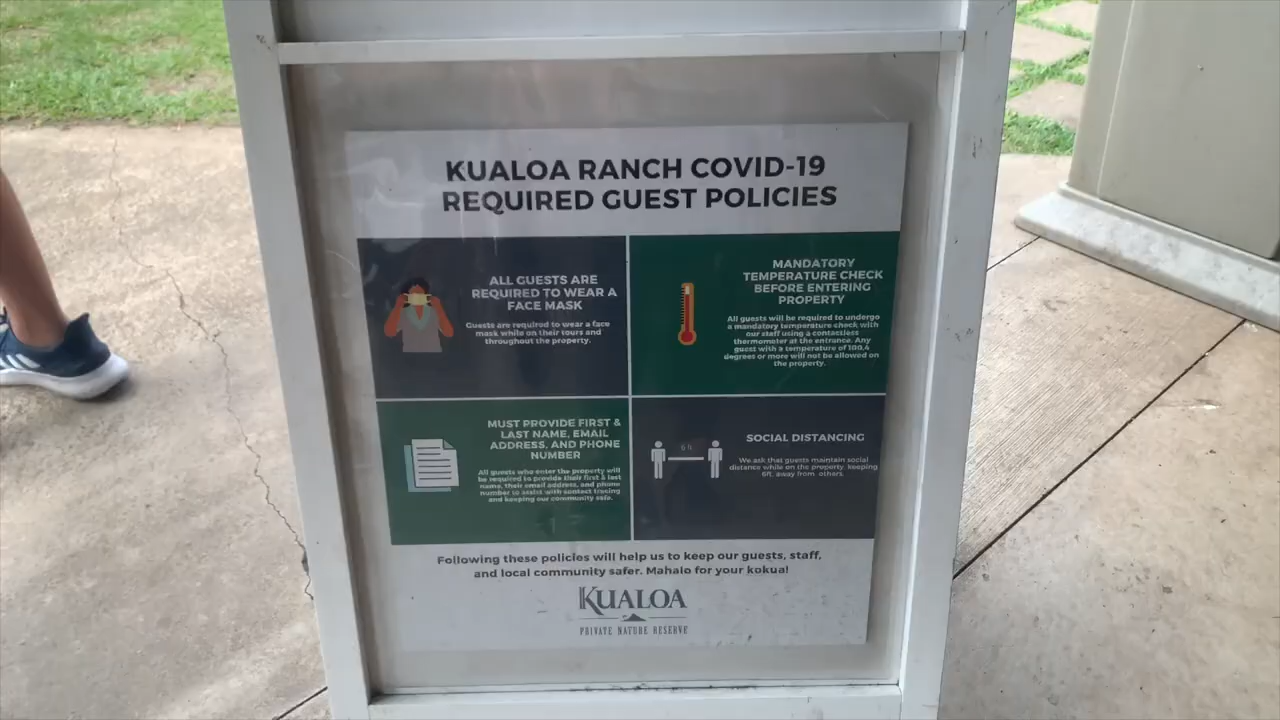 KUALOA RANCH COVID-19
REQUIRED GUEST POLICIES
ALL GUESTS ARE
REQUIRED TO WEAR A
FACE MASK
Guests are required to wear a face
mask while on their tours and
throughout the property.
MANDATORY
TEMPERATURE CHECK
BEFORE ENTERING
PROPERTY
All guests will be required to undergo
a mandatory temperature check with
our staff using a contactless
thermometer at the entrance. Any
guest with a temperature of 100.4
degrees or more will not be allowed on
the property.
MUST PROVIDE FIRST &
LAST NAME, EMAIL
ADDRESS, AND PHONE
NUMBER
All guests who enter the property will
be required to provide their first & last
name, their email address, and phone
number to assist with contact tracing
and keeping our community safe.
6 ft
SOCIAL DISTANCING
We ask that guests maintain social
distance while on the property, keeping
6ft. away from others.
Following these policies will help us to keep our guests, staff,
and local community safer. Mahalo for your kokua!
KUALOA
PRIVATE NATURE RESERVE